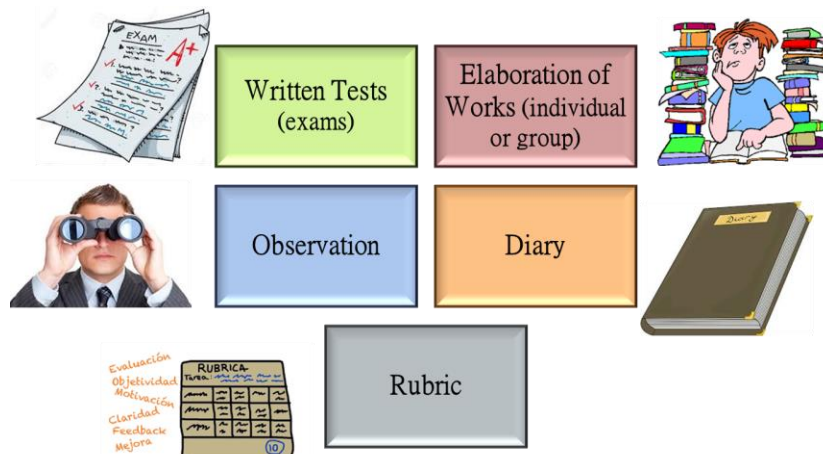 EXAM
A+
Written Tests
(exams)
Elaboration of
Works (individual
or group)
Observation
Diary
Diary
Evaluación
Objetividad
Motivación
Claridad
Feedback
Mejora
RUBRICA
Tarea:
10
Rubric